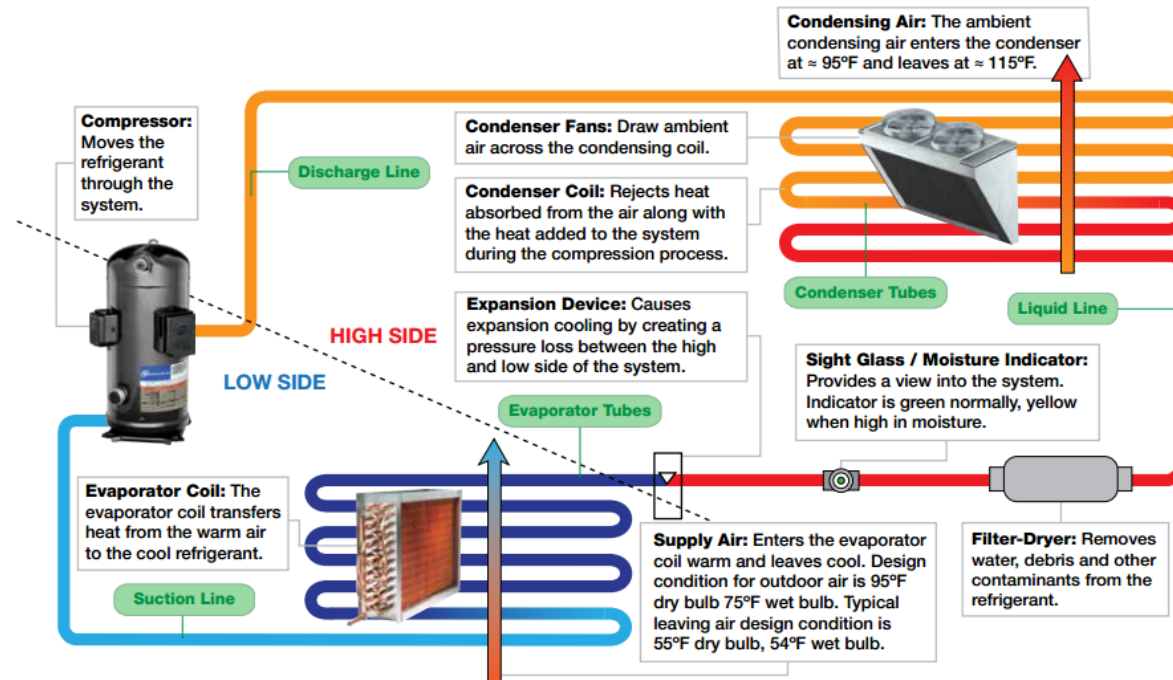 Condensing Air: The ambient
condensing air enters the condenser
at ≈ 95ºF and leaves at ≈ 115ºF.
Compressor:
Moves the
refrigerant
through the
system.
Discharge Line
Condenser Fans: Draw ambient
air across the condensing coil.
Condenser Coil: Rejects heat
absorbed from the air along with
the heat added to the system
during the compression process.
Condenser Tubes
Liquid Line
HIGH SIDE
LOW SIDE
Expansion Device: Causes
expansion cooling by creating a
pressure loss between the high
and low side of the system.
Evaporator Tubes
Sight Glass / Moisture Indicator:
Provides a view into the system.
Indicator is green normally, yellow
when high in moisture.
Evaporator Coil: The
evaporator coil transfers
heat from the warm air
to the cool refrigerant.
Suction Line
Supply Air: Enters the evaporator
coil warm and leaves cool. Design
condition for outdoor air is 95ºF
dry bulb 75ºF wet bulb. Typical
leaving air design condition is
55ºF dry bulb, 54ºF wet bulb.
Filter-Dryer: Removes
water, debris and other
contaminants from the
refrigerant.